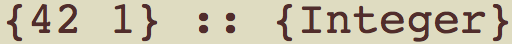 {42 1} :: {Integer}